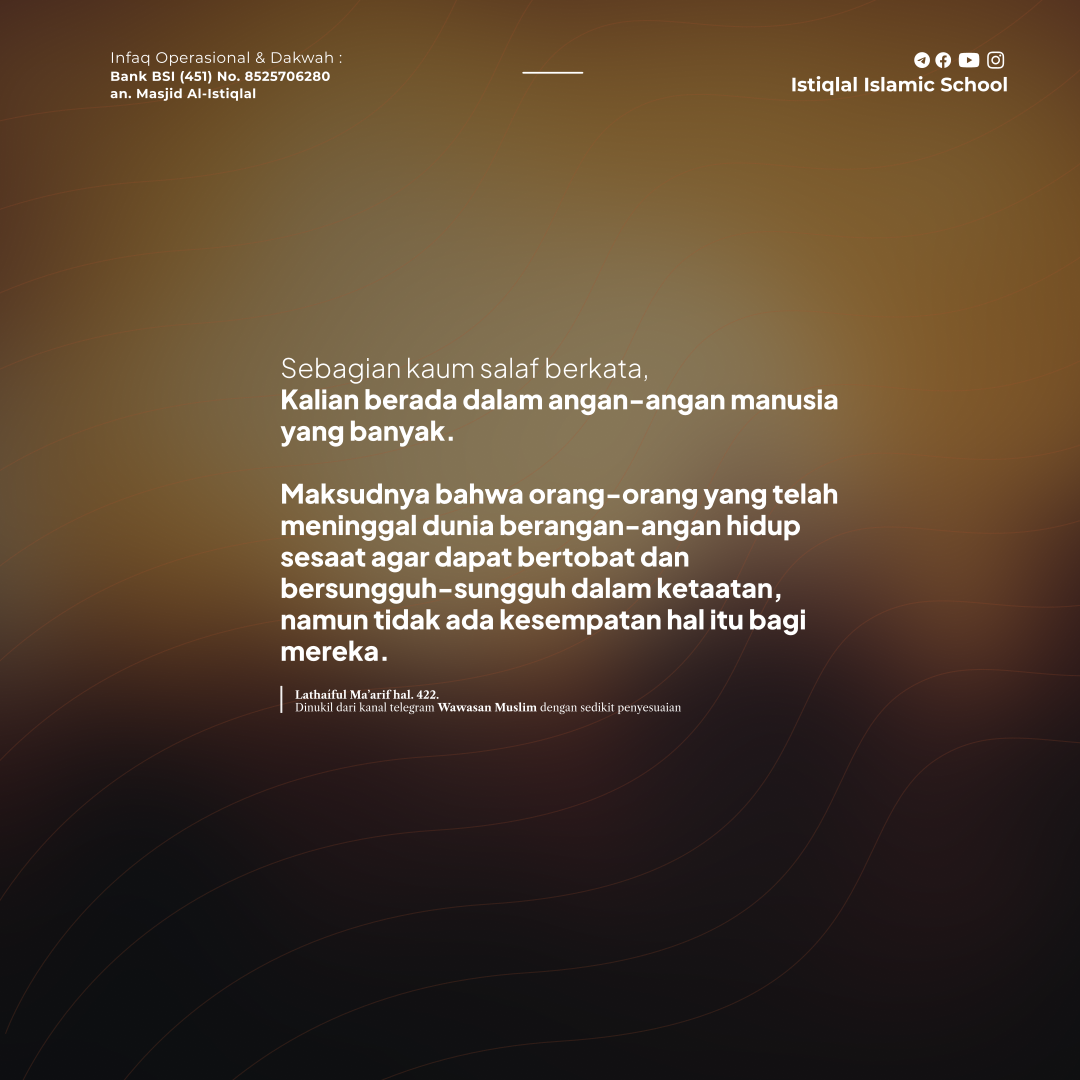 Infaq Operasional & Dakwah :
Bank BSI (451) No. 8525706280
an. Masjid Al-Istiqlal
Istiqlal Islamic School
Sebagian kaum salaf berkata,
Kalian berada dalam angan-angan manusia
yang banyak.
Maksudnya bahwa orang-orang yang telah
meninggal dunia berangan-angan hidup
sesaat agar dapat bertobat dan
bersungguh-sungguh dalam ketaatan,
namun tidak ada kesempatan hal itu bagi
mereka.
Lathaiful Ma'arif hal. 422.
Dinukil dari kanal telegram Wawasan Muslim dengan sedikit penyesuaian